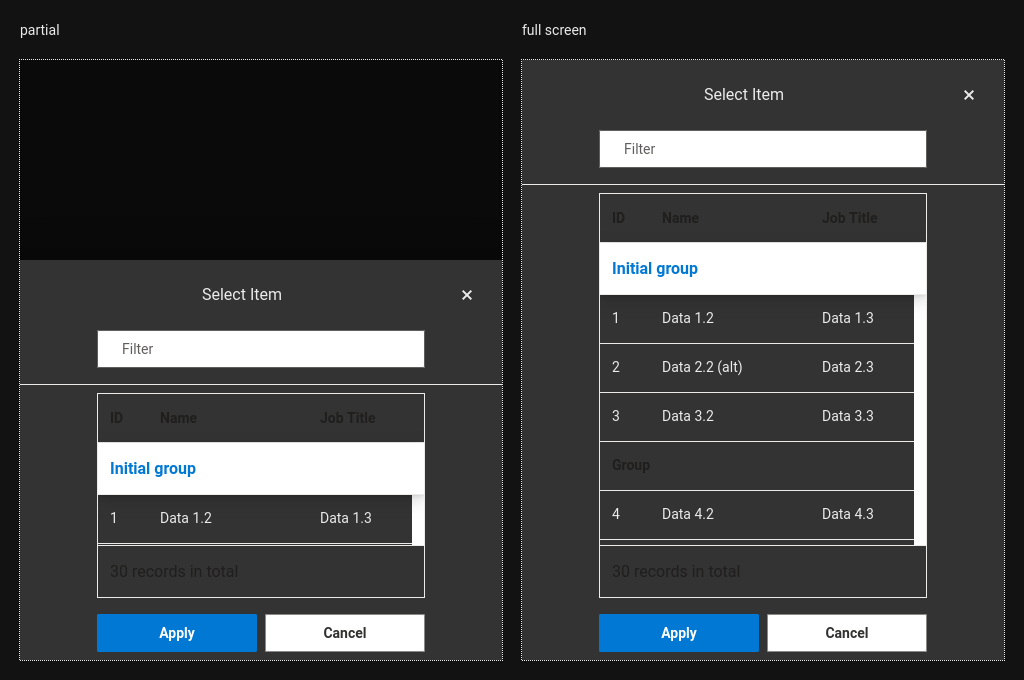 partial
Select Item ×
Filter
ID Name Job Title
Initial group
1 Data 1.2 Data 1.3
30 records in total
Apply Cancel
full screen
Select Item ×
Filter
ID Name Job Title
Initial group
1 Data 1.2 Data 1.3
2 Data 2.2 (alt) Data 2.3
3 Data 3.2 Data 3.3
Group
4 Data 4.2 Data 4.3
30 records in total
Apply Cancel